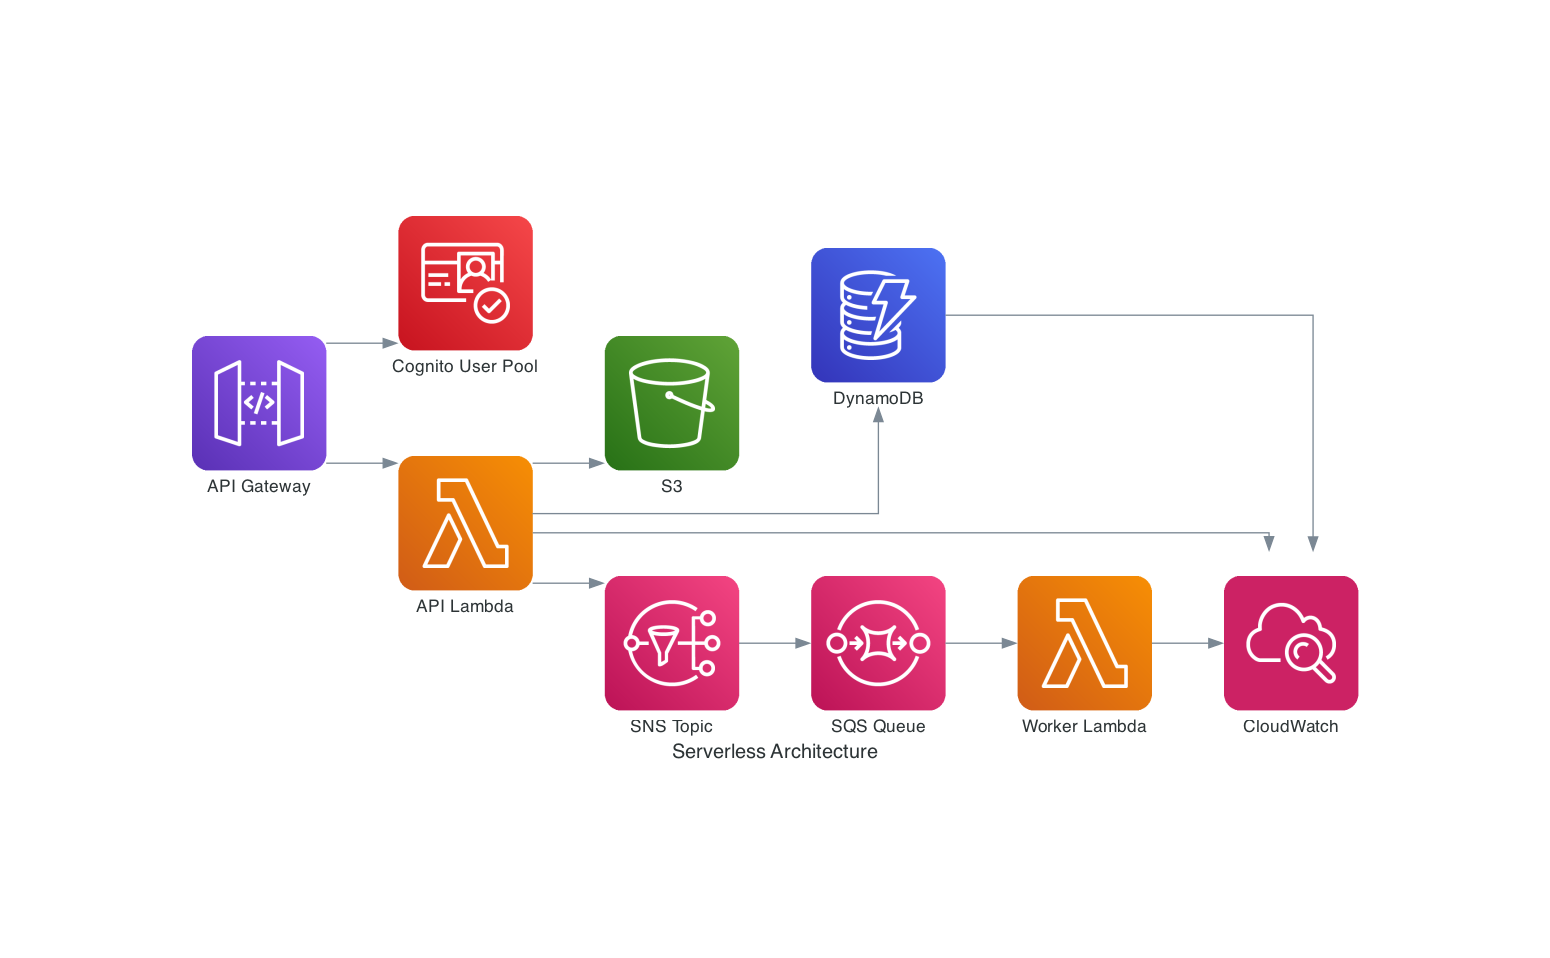 Cognito User Pool
DynamoDB
API Gateway
S3
API Lambda
SNS Topic
SQS Queue
Worker Lambda
CloudWatch
Serverless Architecture